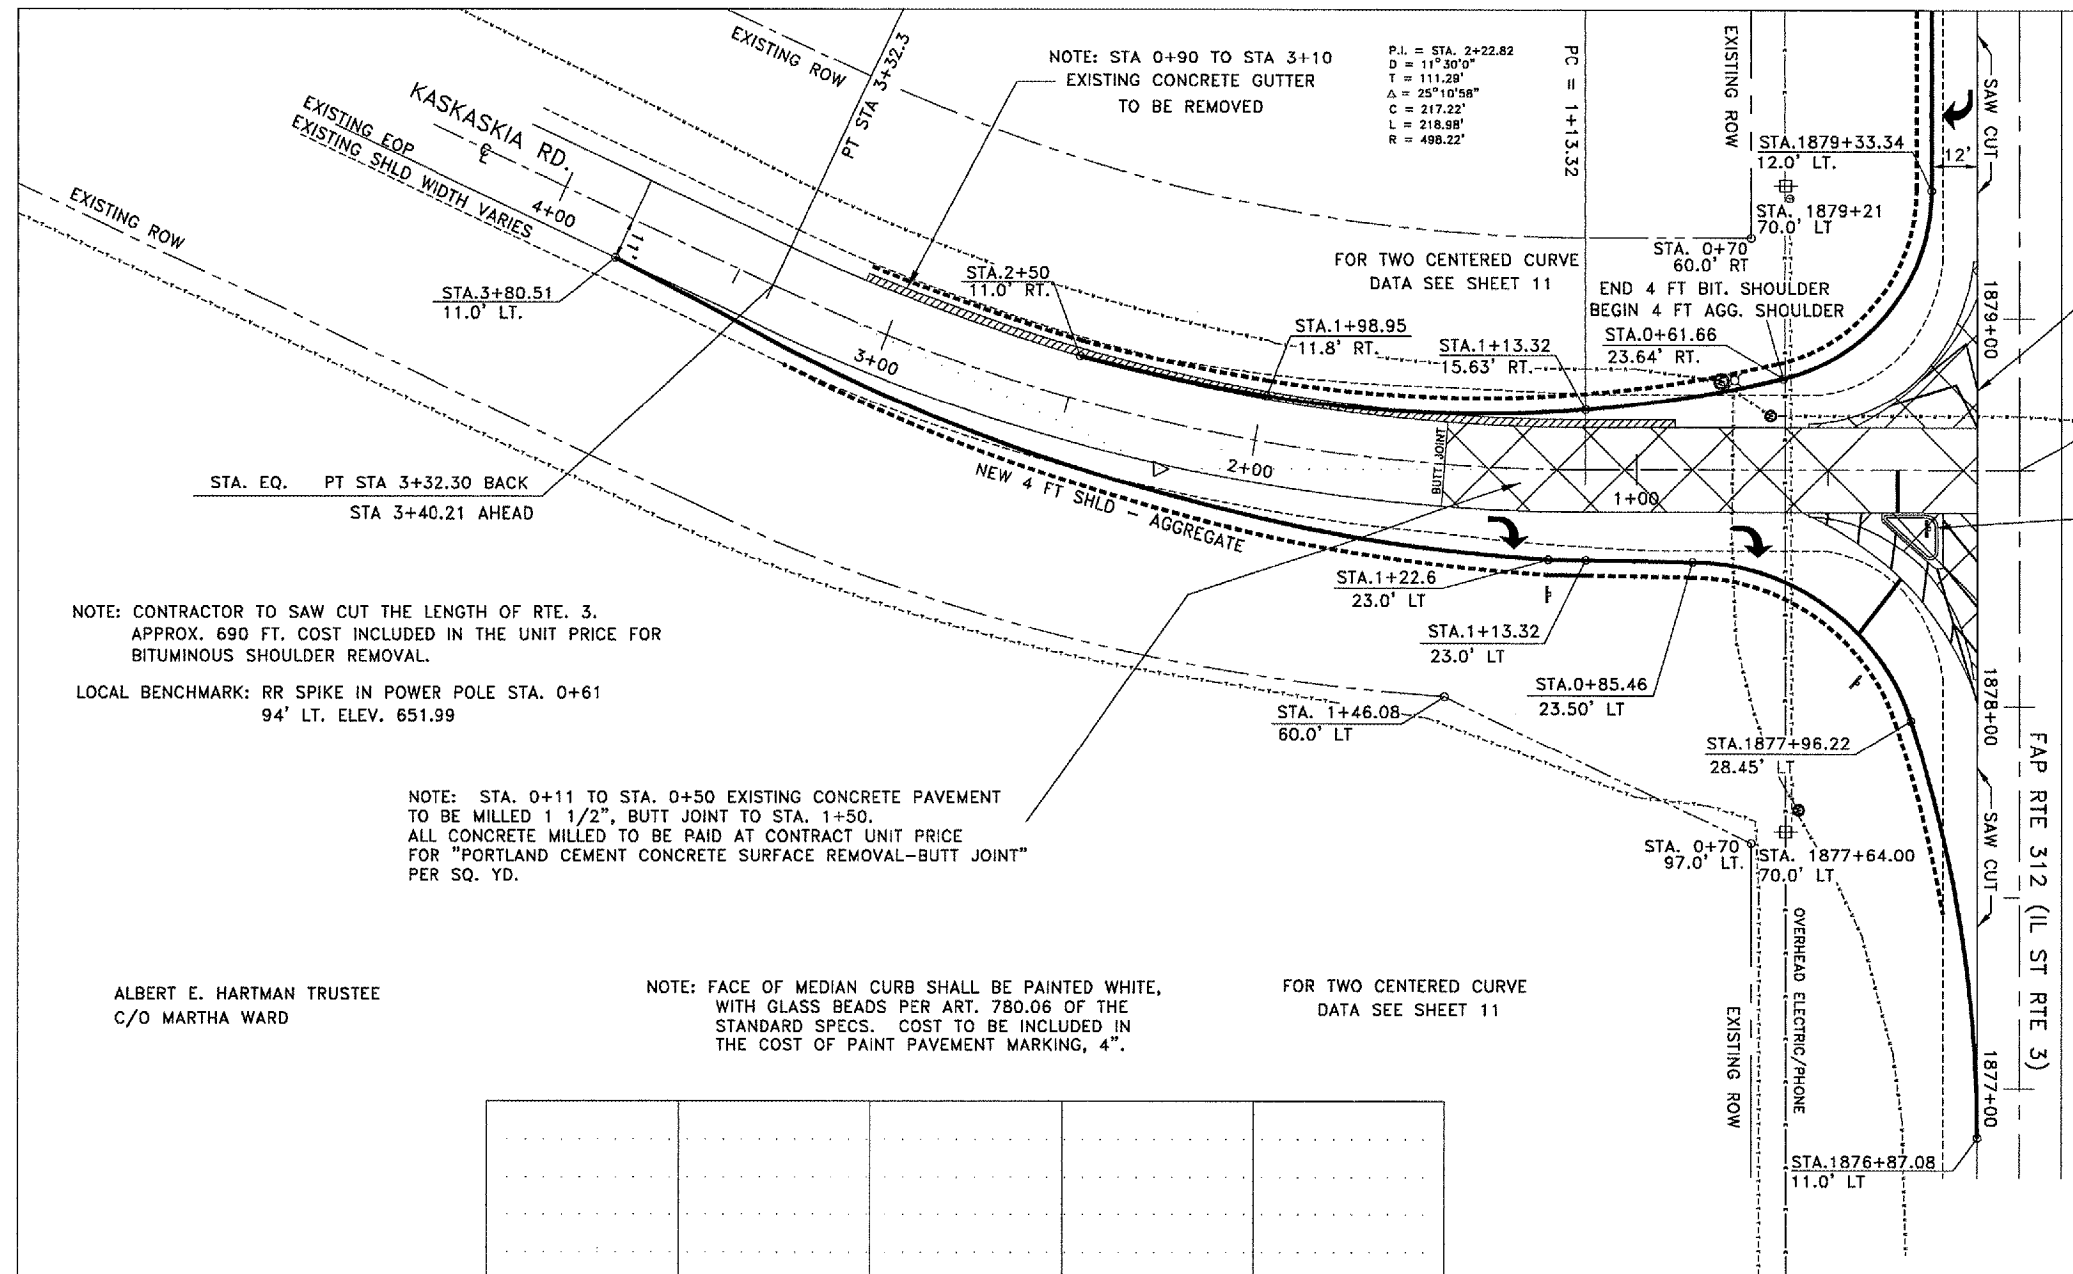 EXISTING ROW
PT STA 3+32.3
NOTE: STA 0+90 TO STA 3+10
EXISTING CONCRETE GUTTER
TO BE REMOVED
P.I. = STA. 2+22.82
D = 11°30'0"
T = 111.29'
Δ = 25°10'58"
C = 217.22'
L = 218.98'
R = 498.22'
PC = 1+13.32
EXISTING ROW
SAW CUT
STA.1879+33.34
12.0' LT.
12'
STA. 1879+21
70.0' LT
STA. 0+70
60.0' RT
KASKASKIA RD.
℄
EXISTING EOP
EXISTING SHLD WIDTH VARIES
4+00
11'
EXISTING ROW
STA.3+80.51
11.0' LT.
STA.2+50
11.0' RT.
FOR TWO CENTERED CURVE
DATA SEE SHEET 11
END 4 FT BIT. SHOULDER
BEGIN 4 FT AGG. SHOULDER
1879+00
STA.1+98.95
11.8' RT.
STA.1+13.32
15.63' RT.
STA.0+61.66
23.64' RT.
3+00
2+00
BUTT JOINT
1+00
STA. EQ. PT STA 3+32.30 BACK
STA 3+40.21 AHEAD
NEW 4 FT SHLD - AGGREGATE
STA.1+22.6
23.0' LT
STA.1+13.32
23.0' LT
STA.0+85.46
23.50' LT
NOTE: CONTRACTOR TO SAW CUT THE LENGTH OF RTE. 3.
APPROX. 690 FT. COST INCLUDED IN THE UNIT PRICE FOR
BITUMINOUS SHOULDER REMOVAL.
LOCAL BENCHMARK: RR SPIKE IN POWER POLE STA. 0+61
94' LT. ELEV. 651.99
STA. 1+46.08
60.0' LT
1878+00
STA.1877+96.22
28.45' LT
FAP RTE 312 (IL ST RTE 3)
NOTE: STA. 0+11 TO STA. 0+50 EXISTING CONCRETE PAVEMENT
TO BE MILLED 1 1/2", BUTT JOINT TO STA. 1+50.
ALL CONCRETE MILLED TO BE PAID AT CONTRACT UNIT PRICE
FOR "PORTLAND CEMENT CONCRETE SURFACE REMOVAL-BUTT JOINT"
PER SQ. YD.
STA. 0+70
97.0' LT.
STA. 1877+64.00
70.0' LT
SAW CUT
OVERHEAD ELECTRIC/PHONE
ALBERT E. HARTMAN TRUSTEE
C/O MARTHA WARD
NOTE: FACE OF MEDIAN CURB SHALL BE PAINTED WHITE,
WITH GLASS BEADS PER ART. 780.06 OF THE
STANDARD SPECS. COST TO BE INCLUDED IN
THE COST OF PAINT PAVEMENT MARKING, 4".
FOR TWO CENTERED CURVE
DATA SEE SHEET 11
EXISTING ROW
1877+00
STA.1876+87.08
11.0' LT